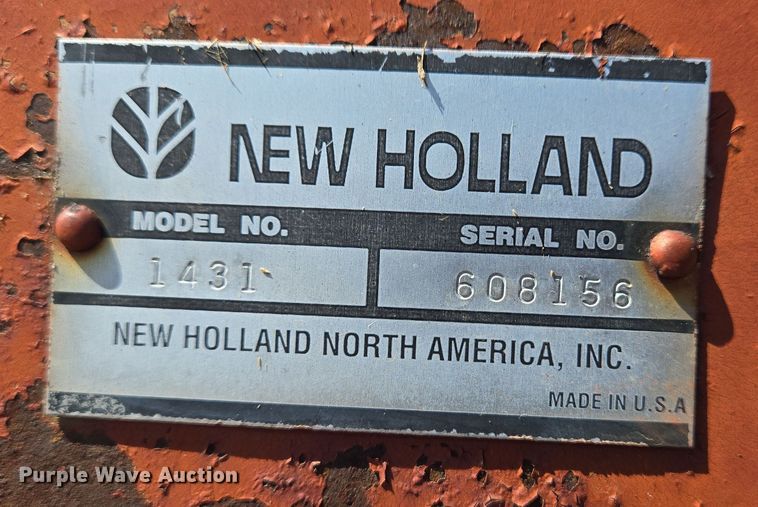 NEW HOLLAND
MODEL NO. SERIAL NO.
1431 608156
NEW HOLLAND NORTH AMERICA, INC.
MADE IN U.S.A
Purple Wave Auction